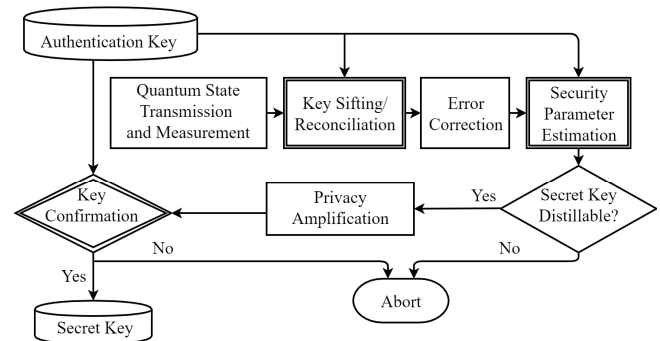 Authentication Key
Quantum State
Transmission
and Measurement
Key Sifting/
Reconciliation
Error
Correction
Security
Parameter
Estimation
Key
Confirmation
Privacy
Amplification
Yes
Secret Key
Distillable?
No
No
Yes
Abort
Secret Key